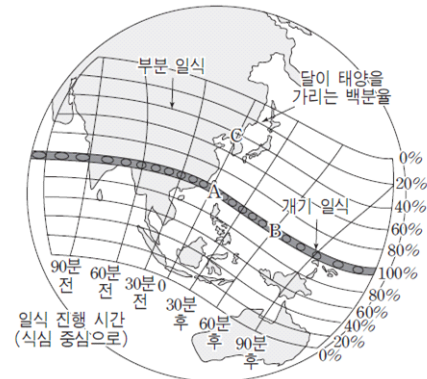 부분 일식
달이 태양을
가리는 백분율
C
A
B
개기 일식
0%
20%
40%
60%
80%
100%
80%
60%
40%
20%
0%
90분
전
60분
전
30분
전
0
30분
후
60분
후
90분
후
일식 진행 시간
(식심 중심으로)